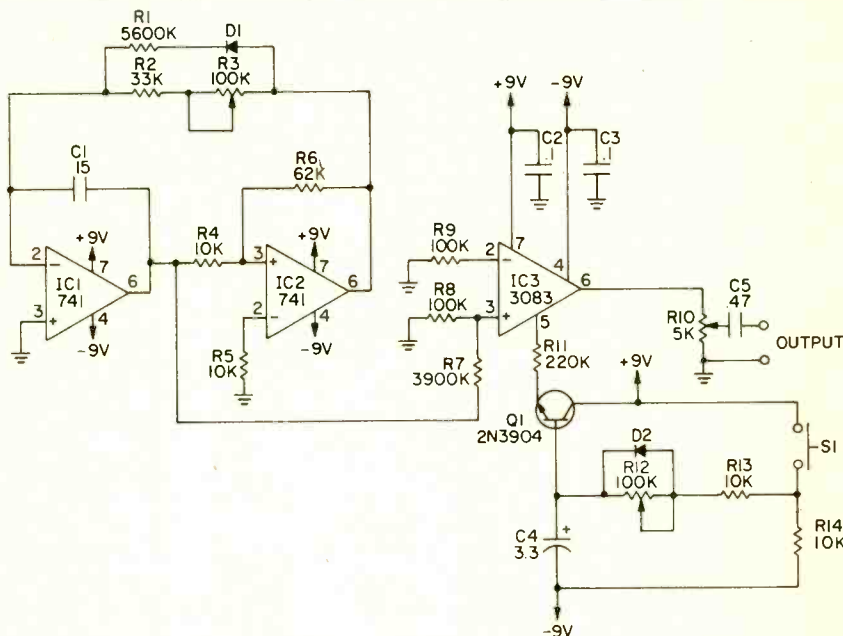 R1
5600K
D1
R2
33K
R3
100K
C1
.15
R6
62K
+9V
-9V
C2
.1
C3
.1
2
-
IC1
741
3
+
+9V
7
6
4
-9V
R4
10K
3
+
IC2
741
2
-
+9V
7
6
4
-9V
R5
10K
R9
100K
R8
100K
R7
3900K
2
-
IC3
3083
3
+
7
4
6
5
R11
220K
R10
5K
C5
.47
OUTPUT
Q1
2N3904
+9V
S1
D2
R12
100K
R13
10K
R14
10K
C4
3.3
+
-9V